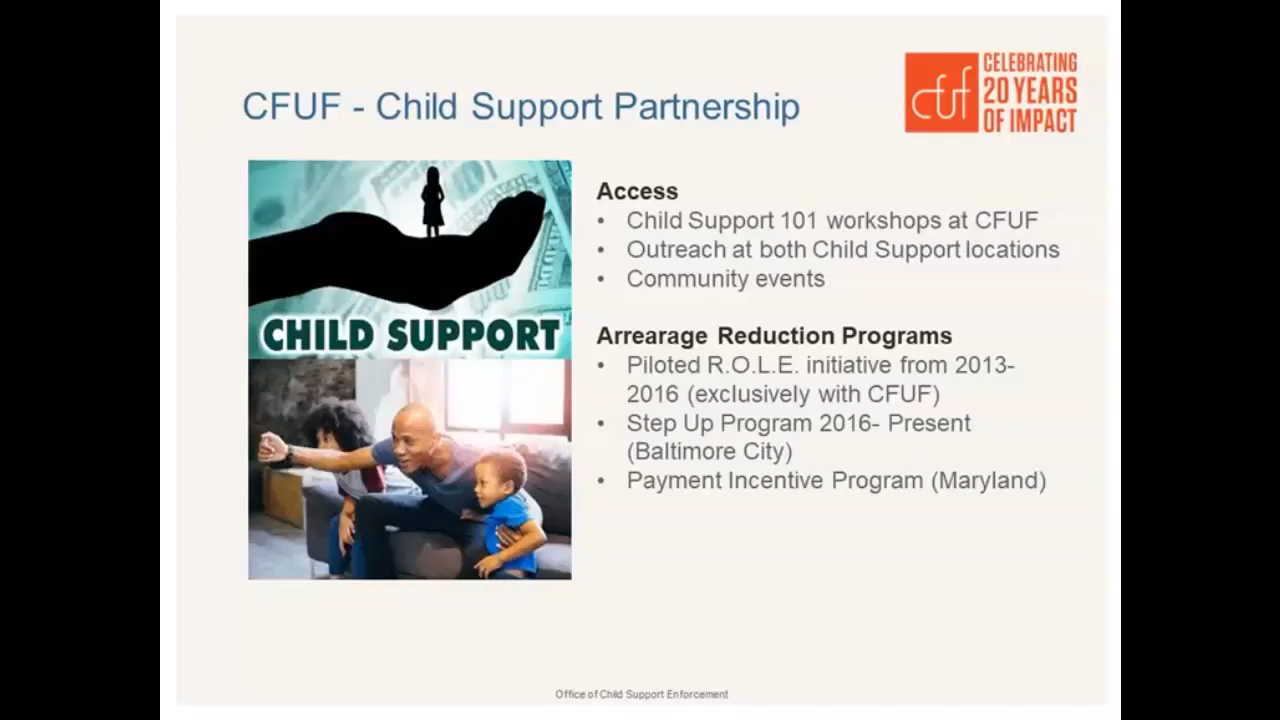 CFUF - Child Support Partnership
cfuf
CELEBRATING
20 YEARS
OF IMPACT
CHILD SUPPORT
Access
• Child Support 101 workshops at CFUF
• Outreach at both Child Support locations
• Community events
Arrearage Reduction Programs
• Piloted R.O.L.E. initiative from 2013-
2016 (exclusively with CFUF)
• Step Up Program 2016- Present
(Baltimore City)
• Payment Incentive Program (Maryland)
Office of Child Support Enforcement